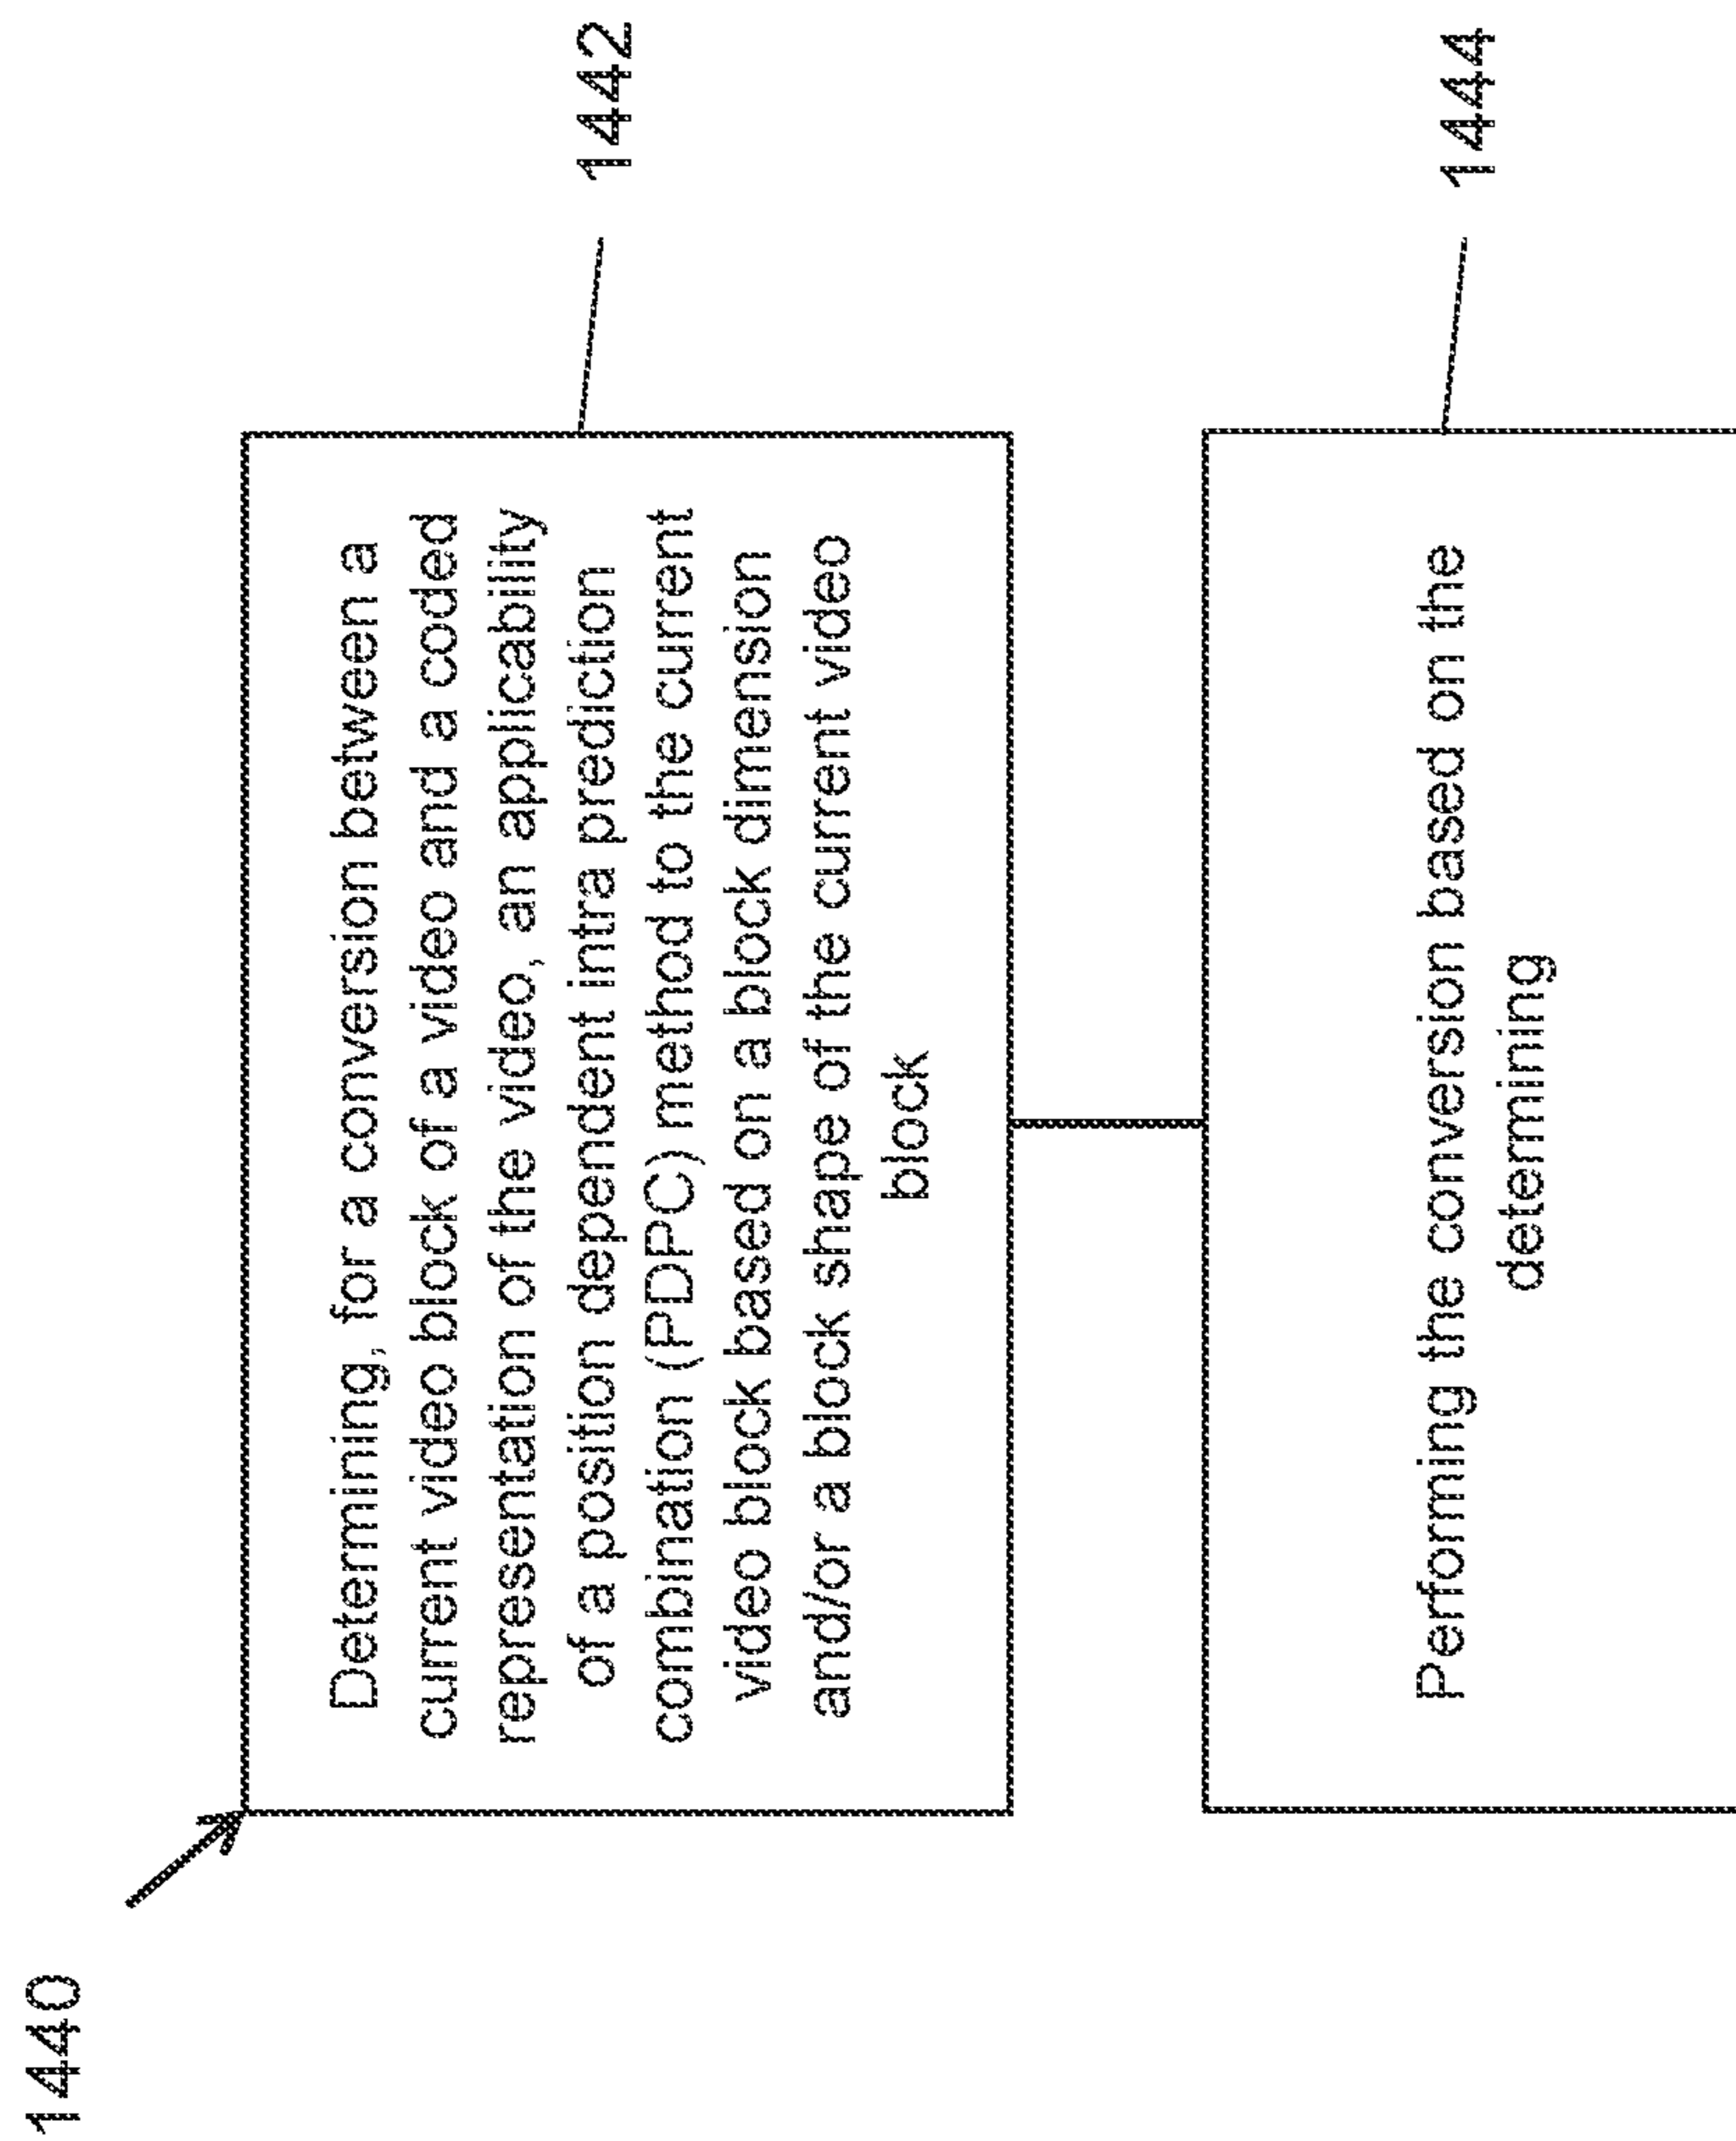 1440
Determining, for a conversion between a
current video block of a video and a coded
representation of the video, an applicability
of a position dependent intra prediction
combination (PDPC) method to the current
video block based on a block dimension
and/or a block shape of the current video
block
1442
Performing the conversion based on the
determining
1444